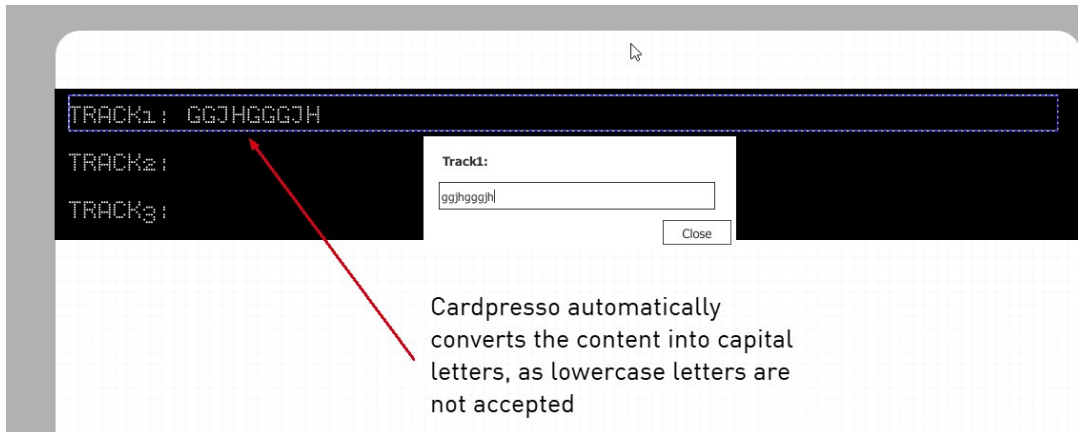 TRACK1: GGJHGGGJH
TRACK2:
TRACK3:
Track1:
ggjhgggjh
Close
Cardpresso automatically
converts the content into capital
letters, as lowercase letters are
not accepted